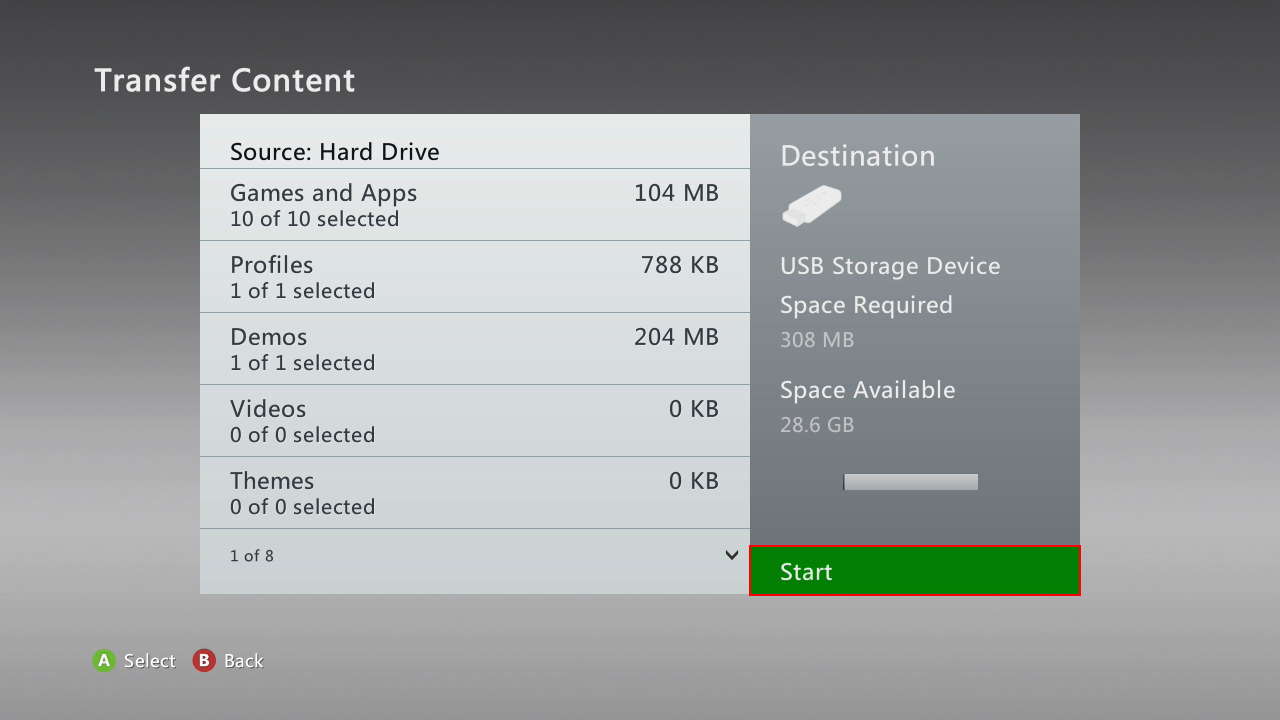 Transfer Content
Source: Hard Drive
Games and Apps 104 MB
10 of 10 selected
Profiles 788 KB
1 of 1 selected
Demos 204 MB
1 of 1 selected
Videos 0 KB
0 of 0 selected
Themes 0 KB
0 of 0 selected
1 of 8
Destination
USB Storage Device
Space Required
308 MB
Space Available
28.6 GB
Start
A Select B Back